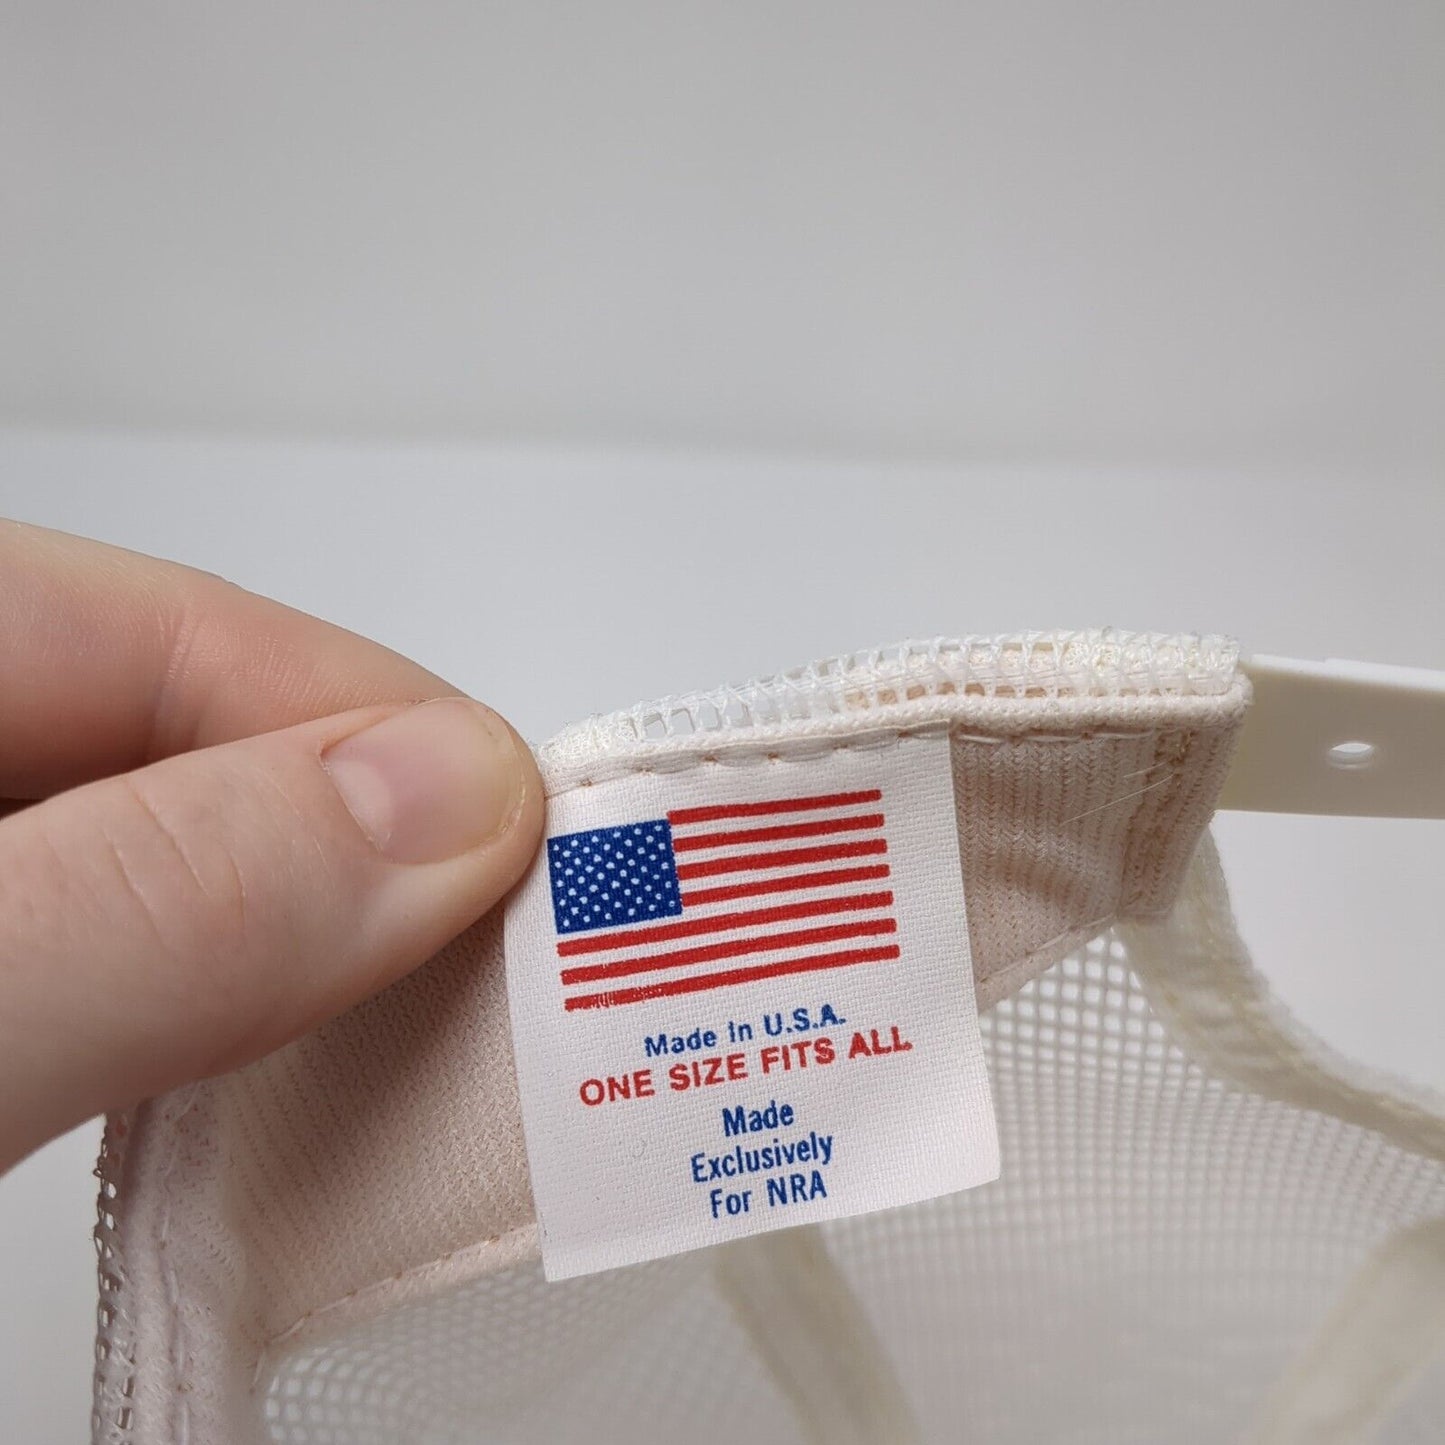 Made In U.S.A.
ONE SIZE FITS ALL
Made
Exclusively
For NRA